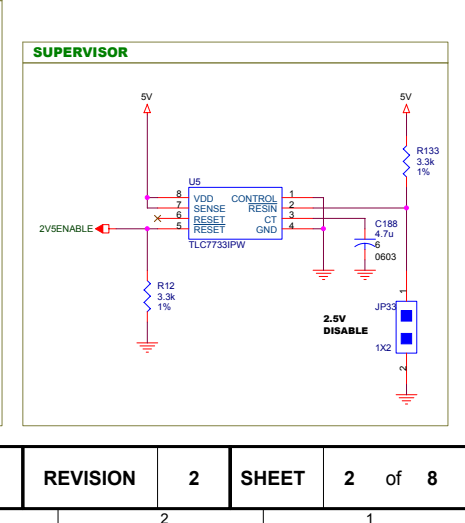 SUPERVISOR
5V
5V
R133
3.3k
1%
U5
8 VDD CONTROL 1
7 SENSE RESIN 2
6 RESET CT 3
5 RESET GND 4
TLC7733IPW
2V5ENABLE
C188
4.7u
6
0603
R12
3.3k
1%
1
JP33
2.5V
DISABLE
1X2
2
REVISION 2 SHEET 2 of 8
2 1